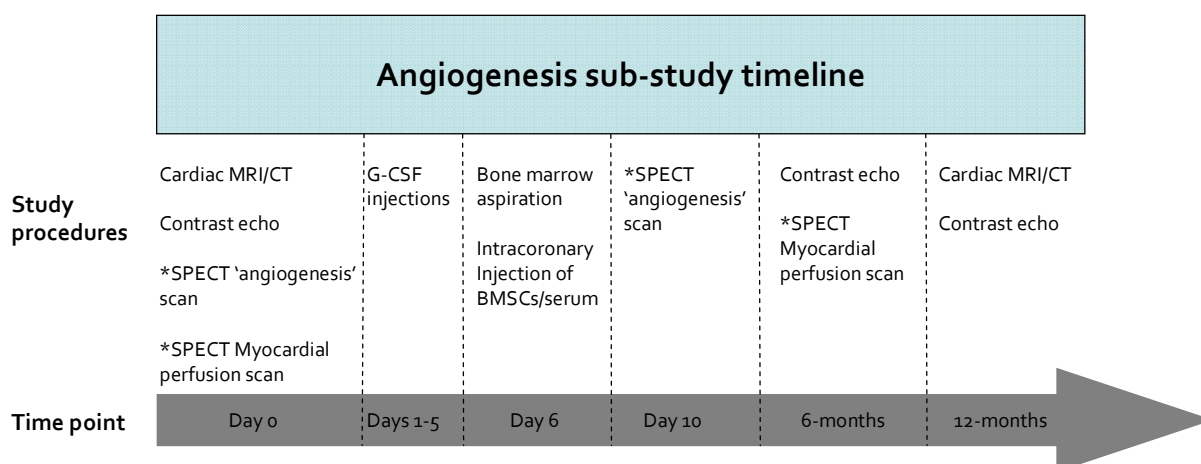 Angiogenesis sub-study timeline
Study
procedures
Cardiac MRI/CT
Contrast echo
*SPECT ‘angiogenesis’
scan
*SPECT Myocardial
perfusion scan
G-CSF
injections
Bone marrow
aspiration
Intracoronary
Injection of
BMSCs/serum
*SPECT
‘angiogenesis’
scan
Contrast echo
*SPECT
Myocardial
perfusion scan
Cardiac MRI/CT
Contrast echo
Time point
Day 0
Days 1-5
Day 6
Day 10
6-months
12-months